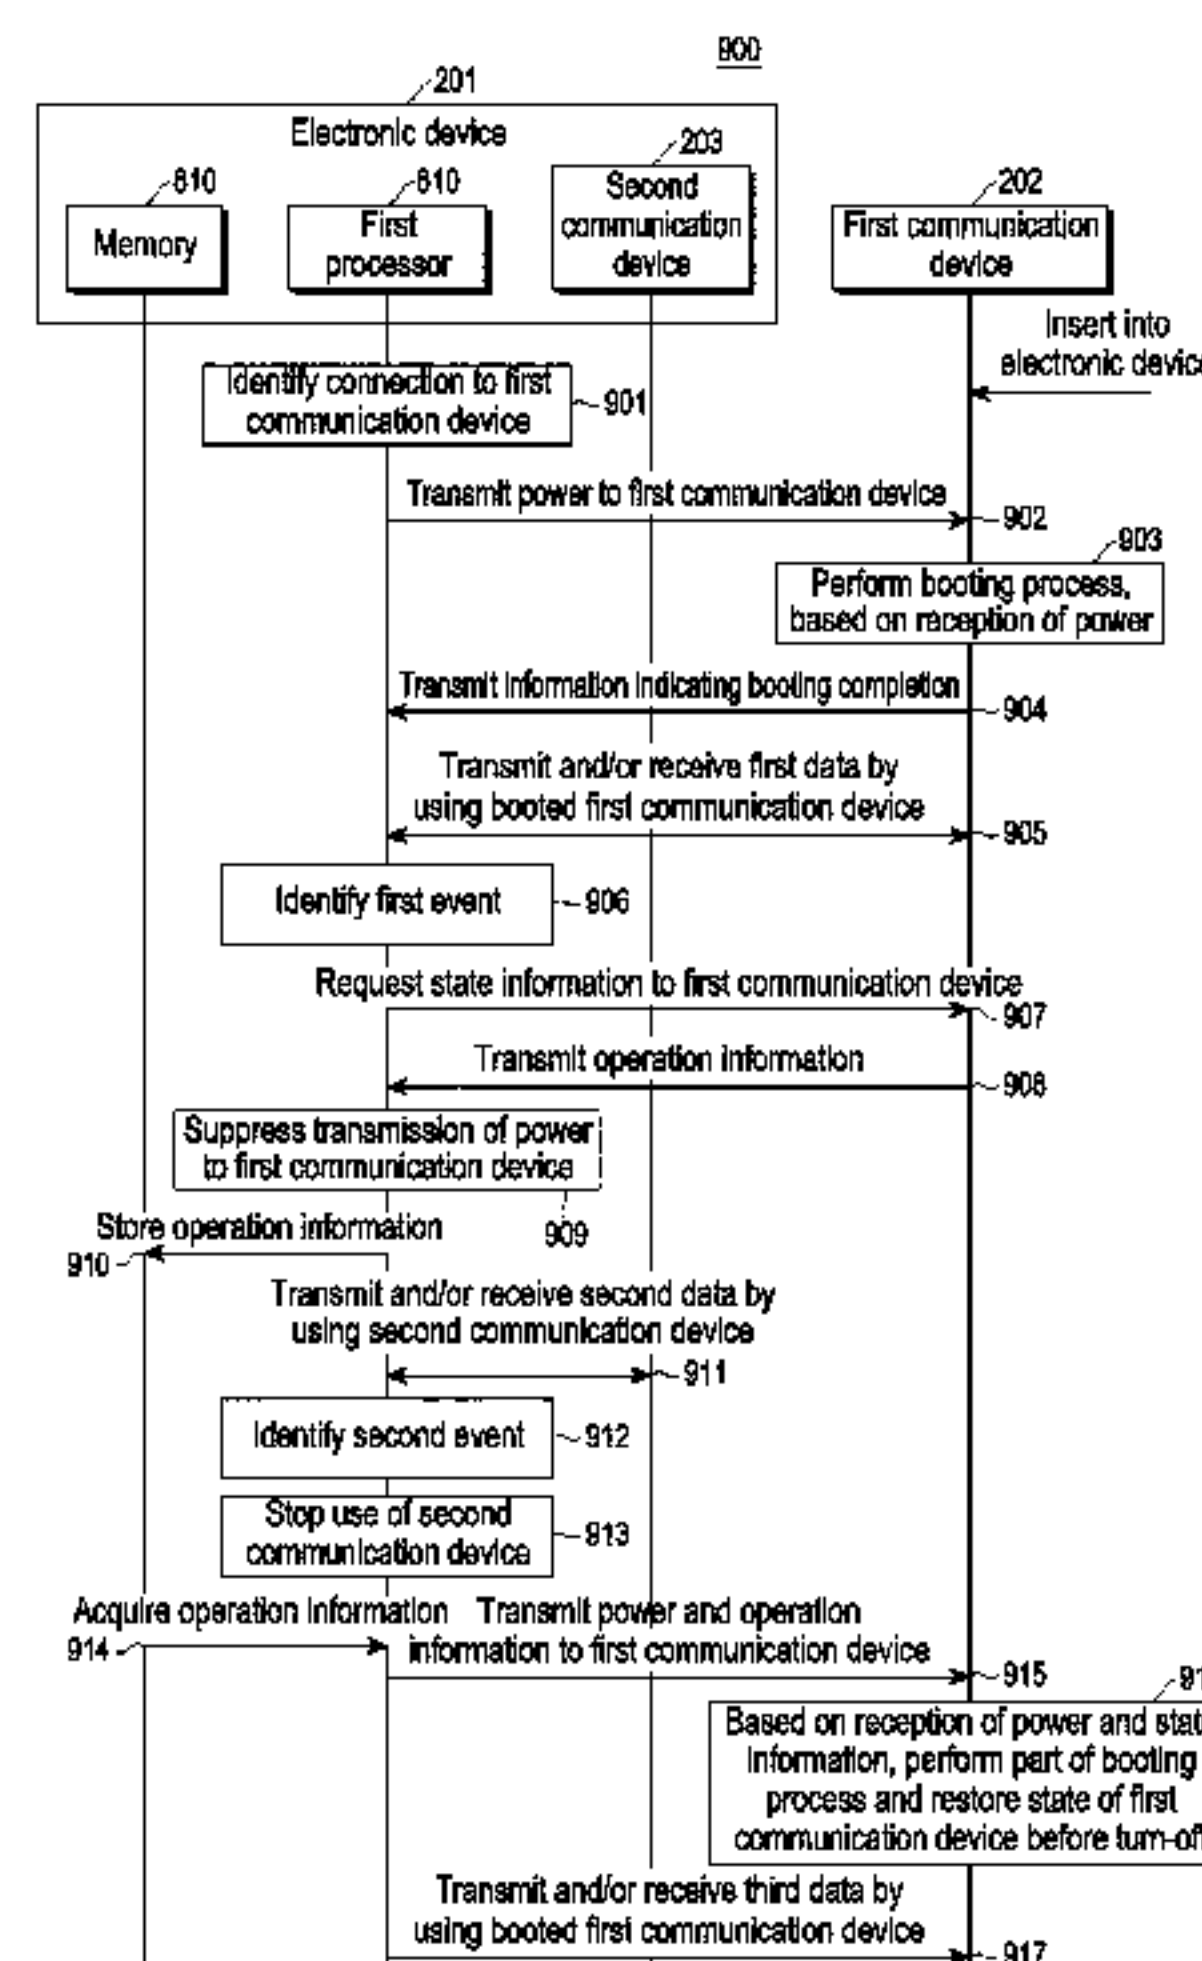 900
201
Electronic device
203
810
810
202
Memory
First
processor
Second
communication
device
First communication
device
Insert into
electronic device
Identify connection to first
communication device
901
Transmit power to first communication device
902
903
Perform booting process,
based on reception of power
Transmit information indicating booting completion
904
Transmit and/or receive first data by
using booted first communication device
905
Identify first event
906
Request state information to first communication device
907
Transmit operation information
908
Suppress transmission of power
to first communication device
909
Store operation information
910
Transmit and/or receive second data by
using second communication device
911
Identify second event
912
Stop use of second
communication device
913
Acquire operation information
914
Transmit power and operation
information to first communication device
915
91
Based on reception of power and stat
information, perform part of booting
process and restore state of first
communication device before turn-off
Transmit and/or receive third data by
using booted first communication device
917